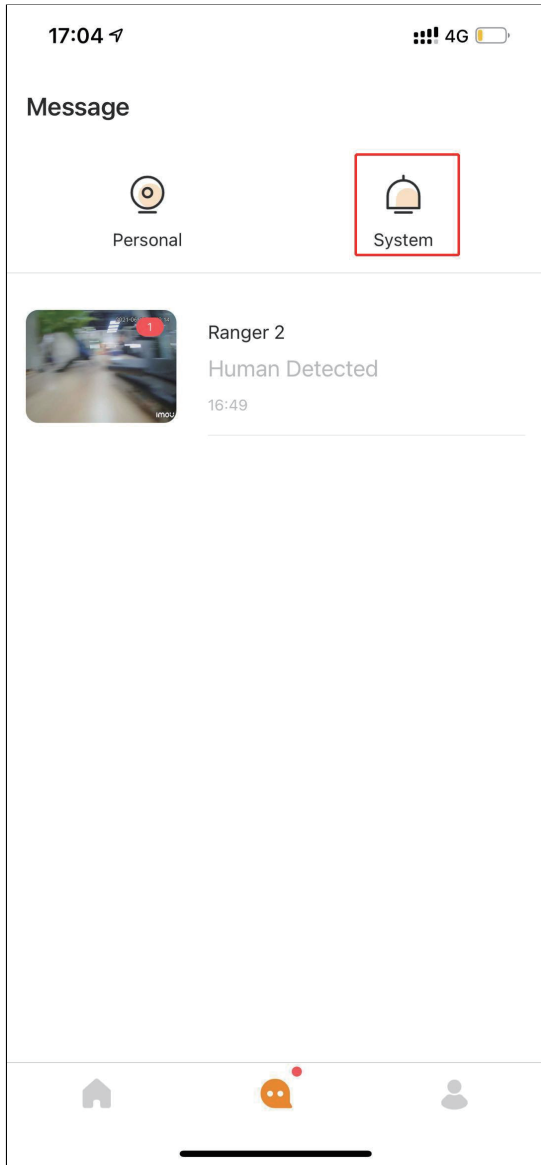 17:04
4G
Message
Personal
System
1
Ranger 2
Human Detected
16:49
imou